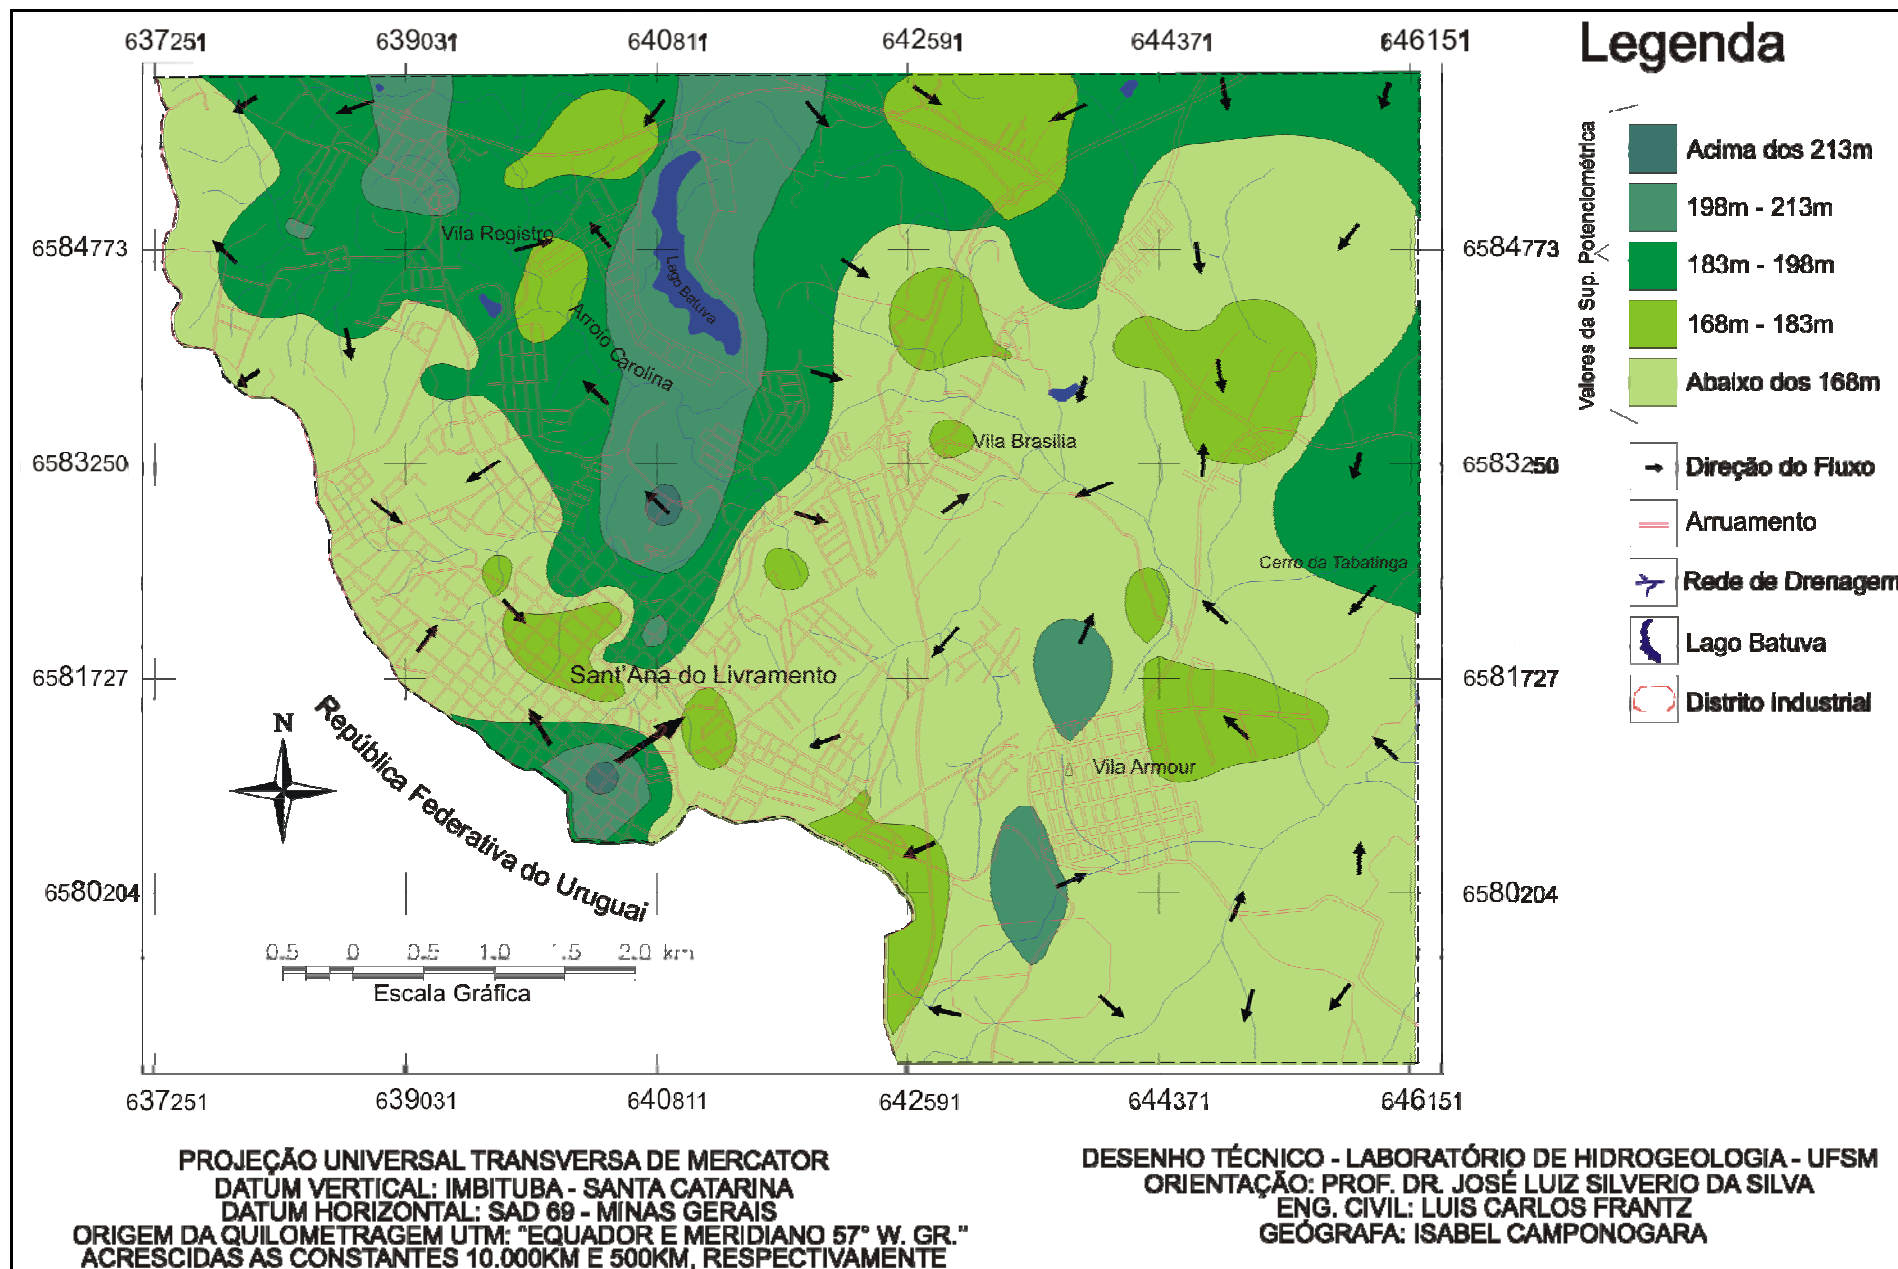 637251 639031 640811 642591 644371 646151
Legenda
Valores da Sup. Potenciométrica
Acima dos 213m
198m - 213m
183m - 198m
168m - 183m
Abaixo dos 168m
Direção do Fluxo
Arruamento
Rede de Drenagem
Lago Batuva
Distrito Industrial
6584773
6584773
6583250
6583250
6581727
6581727
6580204
6580204
Vila Registro
Lago Batuva
Arroio Carolina
Vila Brasilia
Cerro da Tabatinga
Sant'Ana do Livramento
Vila Armour
República Federativa do Uruguai
N
0.5 0 0.5 1.0 1.5 2.0 km
Escala Gráfica
637251 639031 640811 642591 644371 646151
PROJEÇÃO UNIVERSAL TRANSVERSA DE MERCATOR
DATUM VERTICAL: IMBITUBA - SANTA CATARINA
DATUM HORIZONTAL: SAD 69 - MINAS GERAIS
ORIGEM DA QUILOMETRAGEM UTM: "EQUADOR E MERIDIANO 57° W. GR."
ACRESCIDAS AS CONSTANTES 10.000KM E 500KM, RESPECTIVAMENTE
DESENHO TÉCNICO - LABORATÓRIO DE HIDROGEOLOGIA - UFSM
ORIENTAÇÃO: PROF. DR. JOSÉ LUIZ SILVERIO DA SILVA
ENG. CIVIL: LUIS CARLOS FRANTZ
GEÓGRAFA: ISABEL CAMPONOGARA